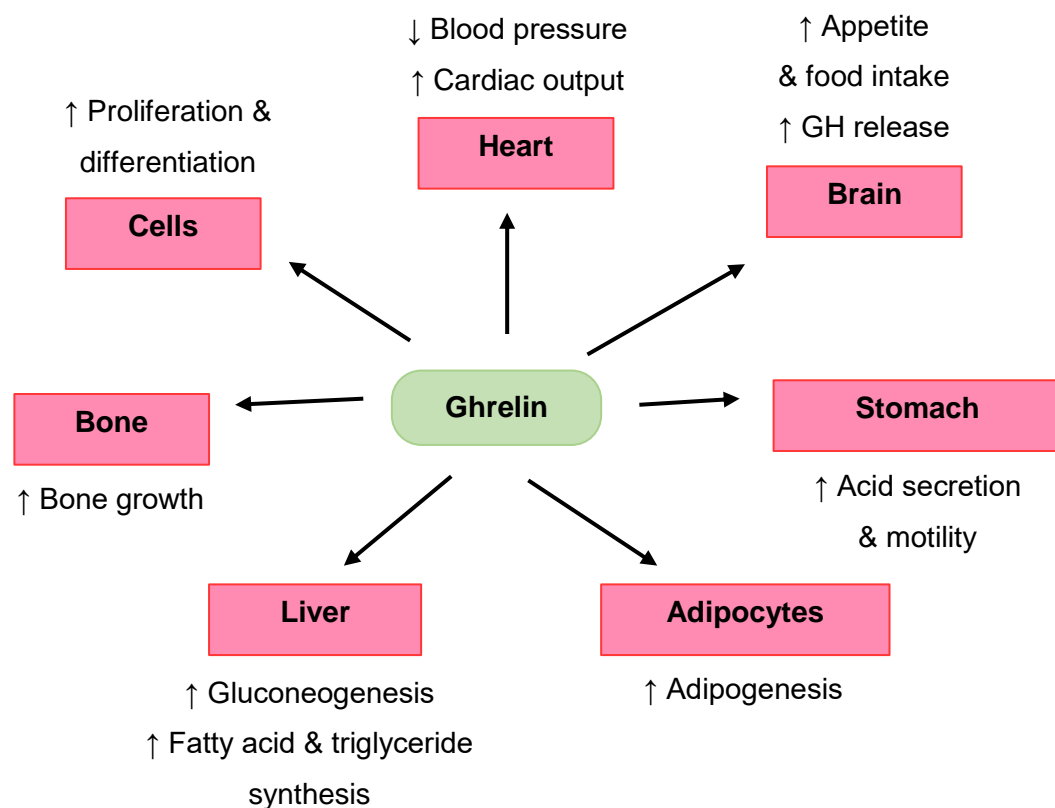 ↓ Blood pressure
↑ Cardiac output
Heart
↑ Appetite
& food intake
↑ GH release
Brain
↑ Proliferation &
differentiation
Cells
Ghrelin
Bone
↑ Bone growth
Stomach
↑ Acid secretion
& motility
Liver
↑ Gluconeogenesis
↑ Fatty acid & triglyceride
synthesis
Adipocytes
↑ Adipogenesis